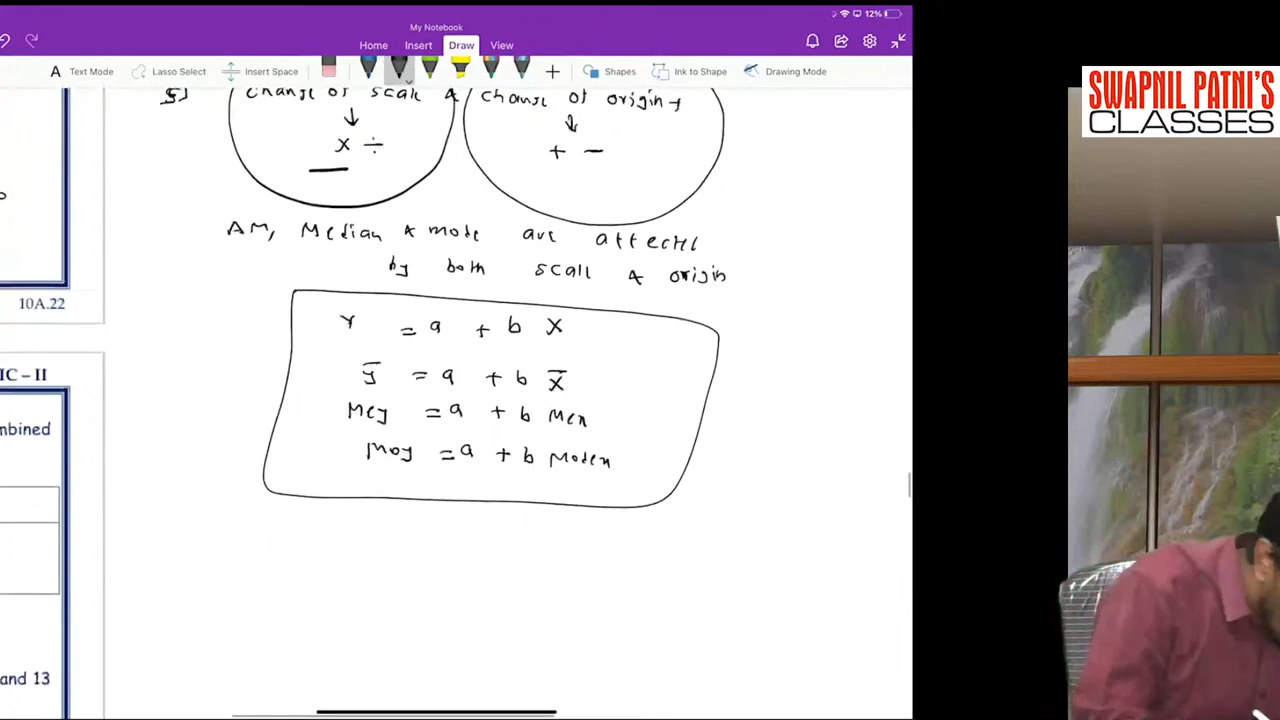 12%
My Notebook
Home Insert Draw View
Text Mode Lasso Select Insert Space Shapes Ink to Shape Drawing Mode
5) change of scale & change of origin
x ÷ + -
AM, Median & mode are affected
by both scale & origin
10A.22
Y = a + b X
IC – II
ȳ = a + b x̄
Mey = a + b Mex
mbined
Moy = a + b Modex
and 13
SWAPNIL PATNI'S
CLASSES